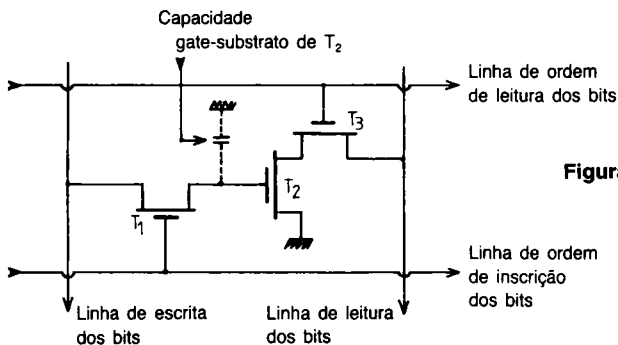 Capacidade
gate-substrato de T₂
Linha de ordem
de leitura dos bits
T₃
Figura
T₂
T₁
Linha de ordem
de inscrição
dos bits
Linha de escrita
dos bits
Linha de leitura
dos bits